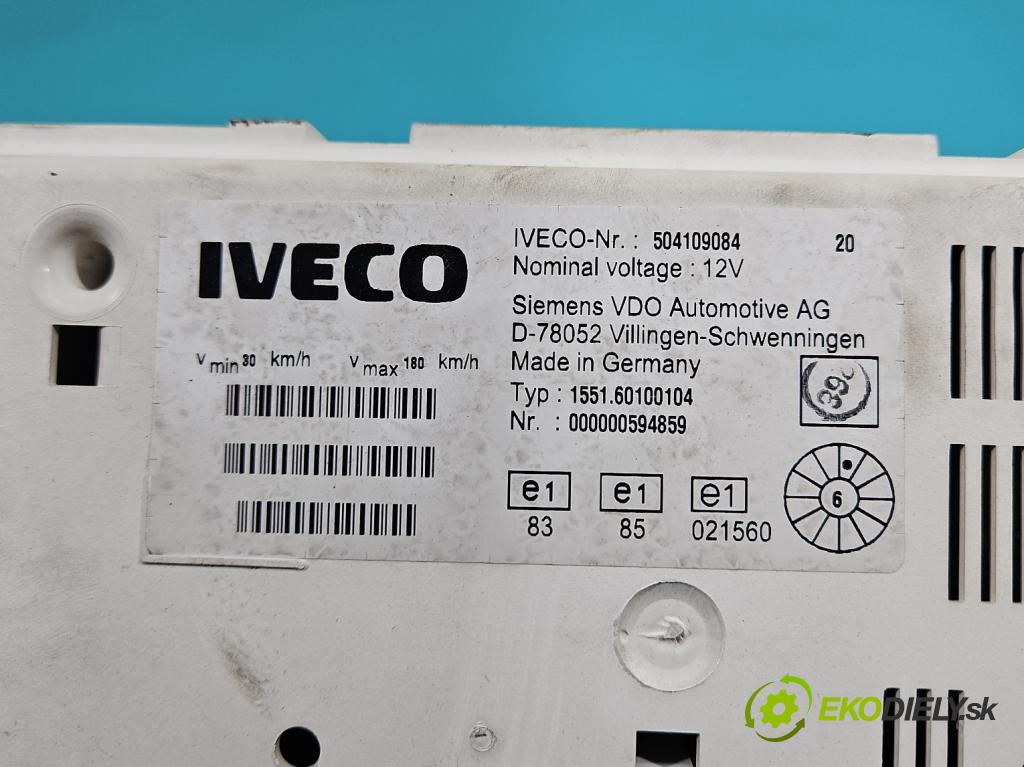 IVECO
IVECO-Nr. : 504109084 20
Nominal voltage : 12V
Siemens VDO Automotive AG
D-78052 Villingen-Schwenningen
Made in Germany
V min 30 km/h V max 180 km/h
Typ : 1551.60100104
Nr. : 000000594859
e1 e1 e1
83 85 021560
6
EKODIELY.sk